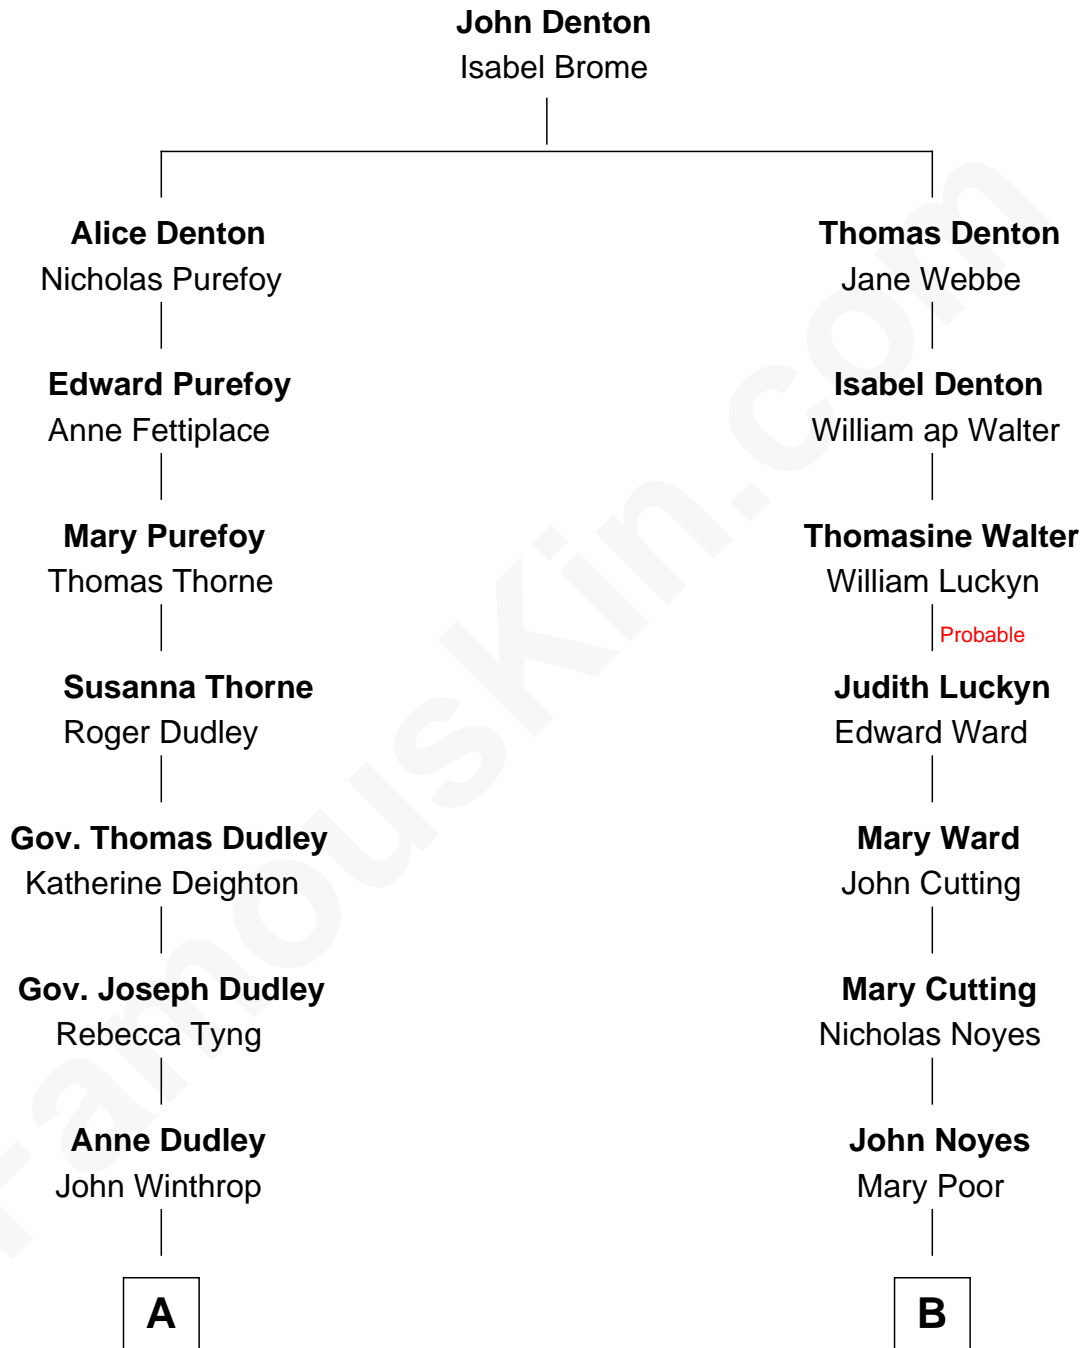 John Denton
Isabel Brome
Alice Denton
Nicholas Purefoy
Thomas Denton
Jane Webbe
Edward Purefoy
Anne Fettiplace
Isabel Denton
William ap Walter
Mary Purefoy
Thomas Thorne
Thomasine Walter
William Luckyn
Probable
Susanna Thorne
Roger Dudley
Judith Luckyn
Edward Ward
Gov. Thomas Dudley
Katherine Deighton
Mary Ward
John Cutting
Gov. Joseph Dudley
Rebecca Tyng
Mary Cutting
Nicholas Noyes
Anne Dudley
John Winthrop
John Noyes
Mary Poor
A
B
FamousKin.com